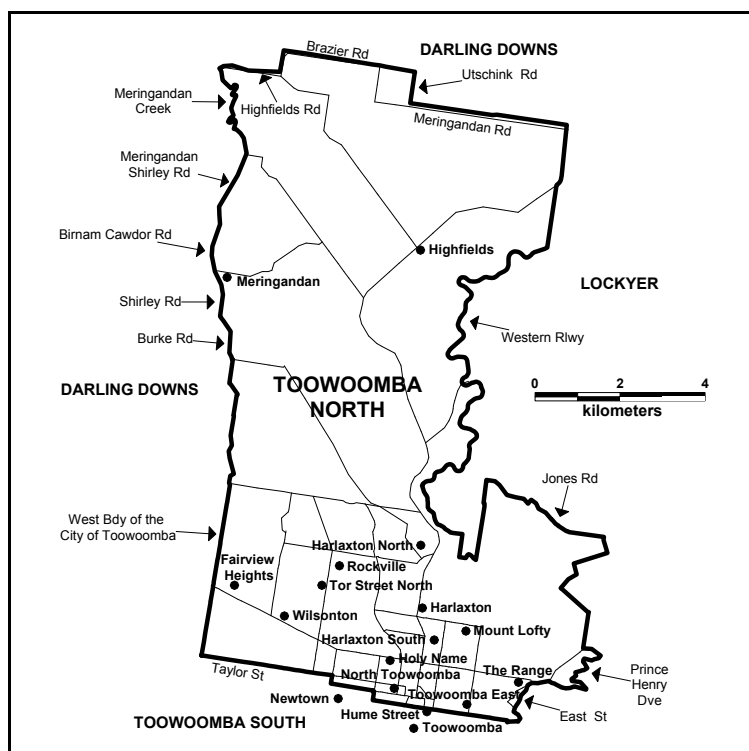 Brazier Rd
DARLING DOWNS
Utschink Rd
Meringandan
Creek
Highfields Rd
Meringandan Rd
Meringandan
Shirley Rd
Birnam Cawdor Rd
Highfields
Meringandan
LOCKYER
Shirley Rd
Burke Rd
Western Rlwy
DARLING DOWNS
TOOWOOMBA
NORTH
0 2 4
kilometers
Jones Rd
West Bdy of the
City of Toowoomba
Harlaxton North
Fairview
Heights
Rockville
Tor Street North
Wilsonton
Harlaxton
Mount Lofty
Harlaxton South
Holy Name
Taylor St
North Toowoomba
The Range
Prince
Henry
Dve
Newtown
Toowoomba East
Hume Street
East St
TOOWOOMBA SOUTH
Toowoomba